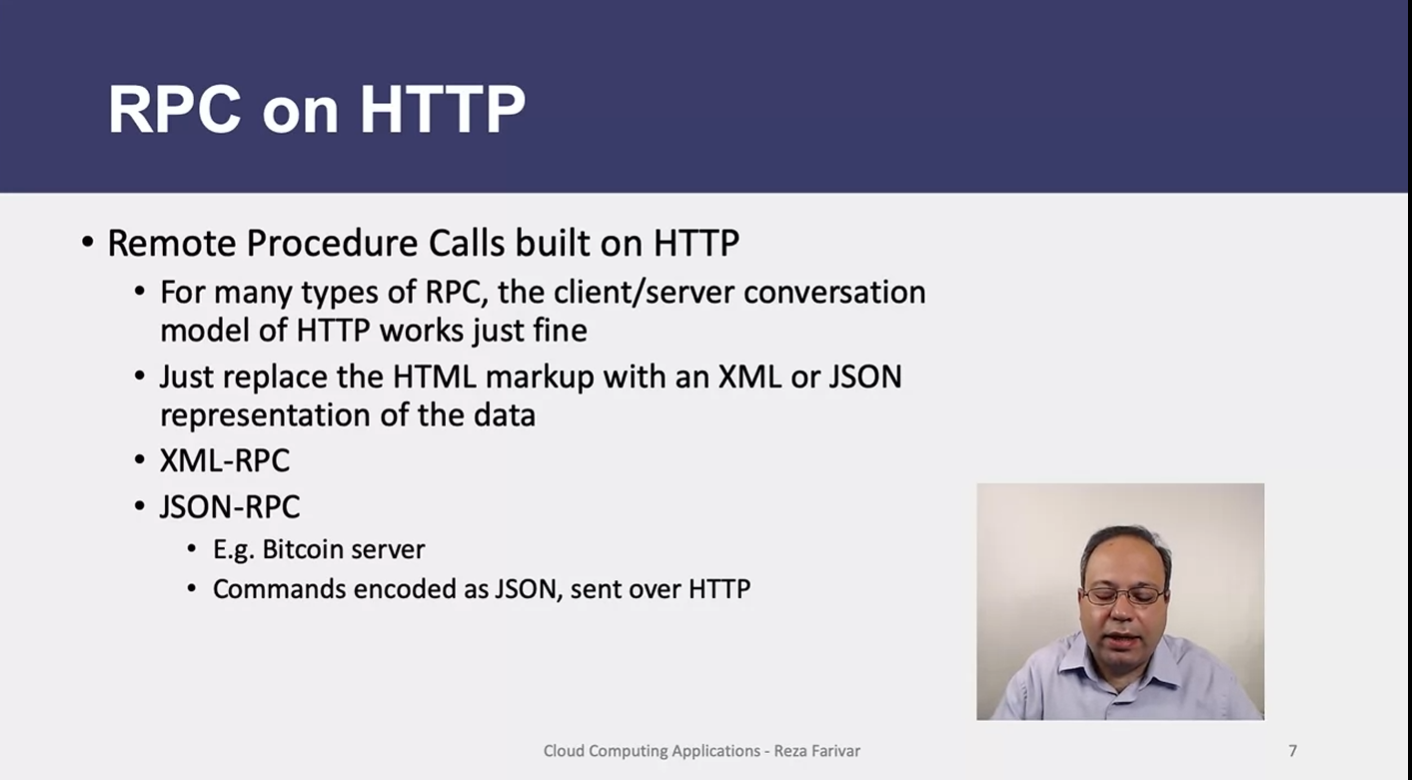 RPC on HTTP
• Remote Procedure Calls built on HTTP
• For many types of RPC, the client/server conversation
model of HTTP works just fine
• Just replace the HTML markup with an XML or JSON
representation of the data
• XML-RPC
• JSON-RPC
• E.g. Bitcoin server
• Commands encoded as JSON, sent over HTTP
Cloud Computing Applications - Reza Farivar
7